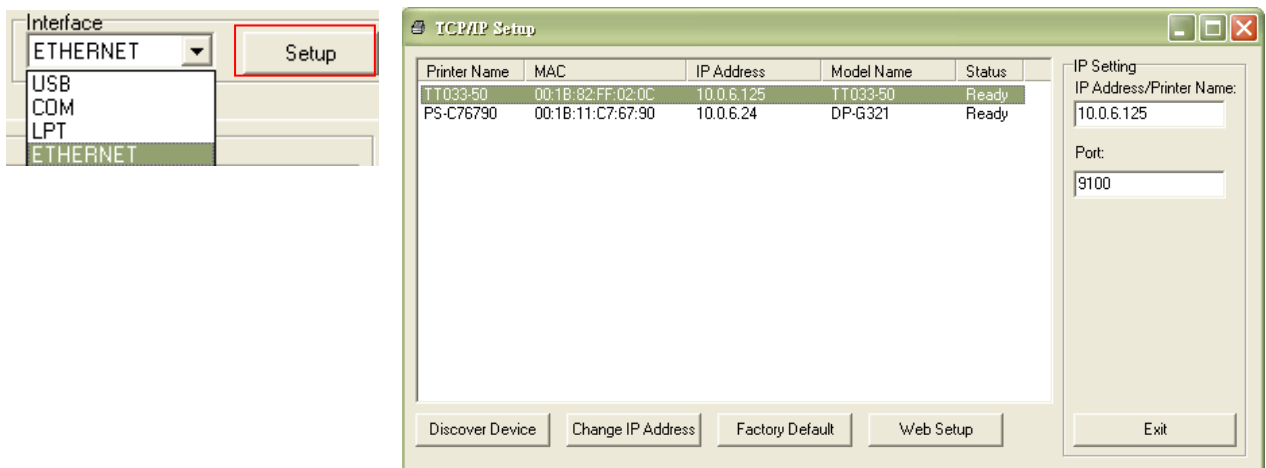 Interface
ETHERNET
Setup
USB
COM
LPT
ETHERNET
TCP/IP Setup
Printer Name MAC IP Address Model Name Status
TT033-50 00:1B:82:FF:02:0C 10.0.6.125 TT033-50 Ready
PS-C76790 00:1B:11:C7:67:90 10.0.6.24 DP-G321 Ready
IP Setting
IP Address/Printer Name:
10.0.6.125
Port:
9100
Discover Device Change IP Address Factory Default Web Setup Exit